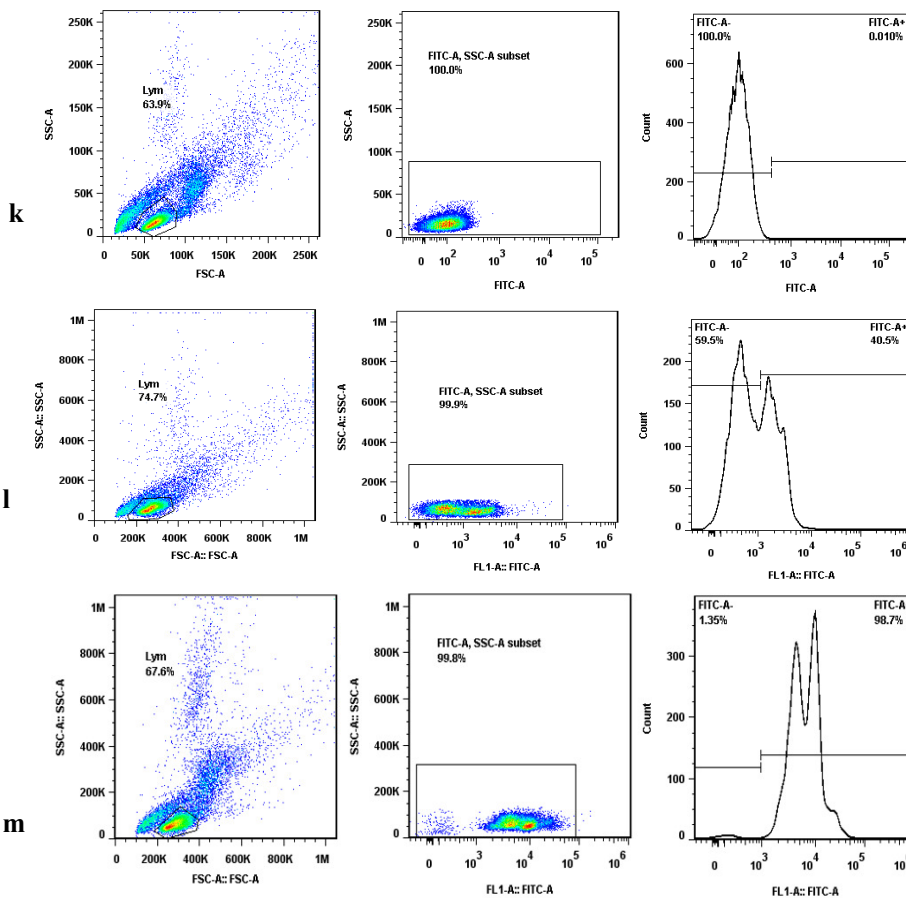 k
250K
200K
150K
100K
50K
0
SSC-A
Lym
63.9%
0 50K 100K 150K 200K 250K
FSC-A
250K
200K
150K
100K
50K
0
SSC-A
FITC-A, SSC-A subset
100.0%
0 10^2 10^3 10^4 10^5
FITC-A
600
400
200
0
Count
FITC-A- FITC-A+
100.0% 0.010%
0 10^2 10^3 10^4 10^5
FITC-A
l
1M
800K
600K
400K
200K
0
SSC-A:: SSC-A
Lym
74.7%
0 200K 400K 600K 800K 1M
FSC-A:: FSC-A
1M
800K
600K
400K
200K
0
SSC-A:: SSC-A
FITC-A, SSC-A subset
99.9%
0 10^3 10^4 10^5 10^6
FL1-A:: FITC-A
200
150
100
50
0
Count
FITC-A- FITC-A+
59.5% 40.5%
0 10^3 10^4 10^5 10^6
FL1-A:: FITC-A
m
1M
800K
600K
400K
200K
0
SSC-A:: SSC-A
Lym
67.6%
0 200K 400K 600K 800K 1M
FSC-A:: FSC-A
1M
800K
600K
400K
200K
0
SSC-A:: SSC-A
FITC-A, SSC-A subset
99.8%
0 10^3 10^4 10^5 10^6
FL1-A:: FITC-A
300
200
100
0
Count
FITC-A- FITC-A
1.35% 98.7%
0 10^3 10^4 10^5 10^6
FL1-A:: FITC-A